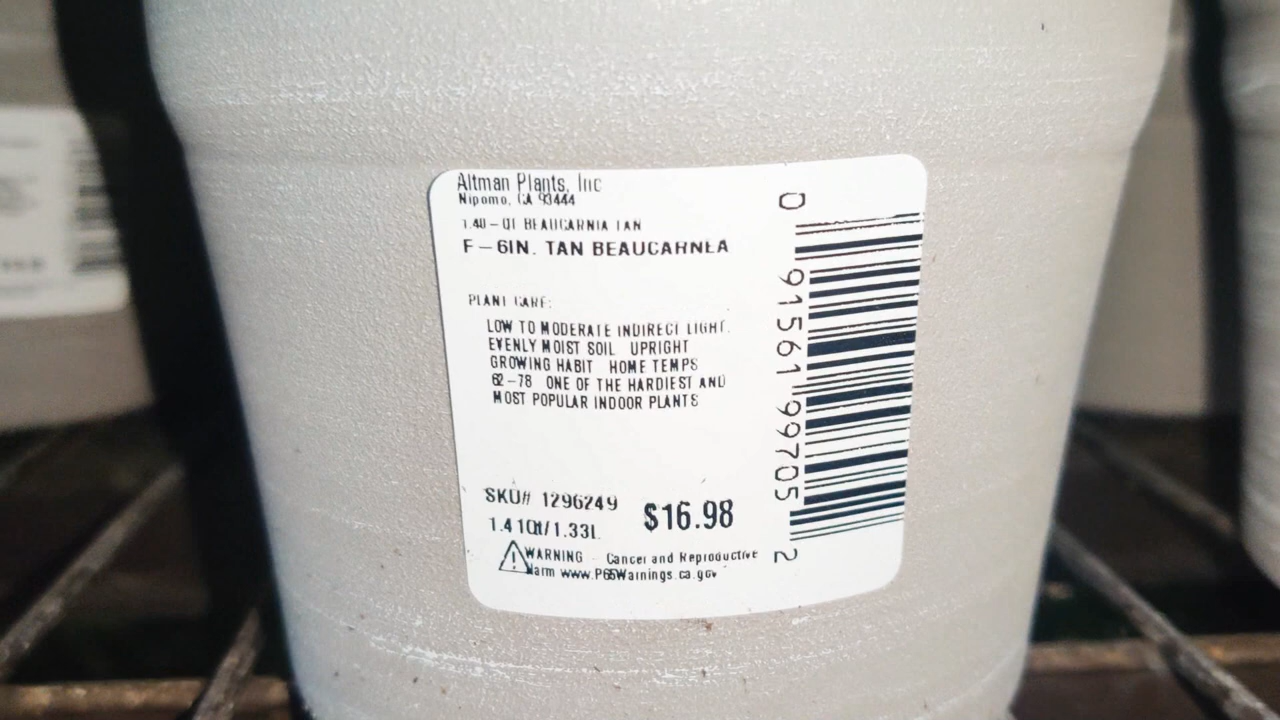 Altman Plants, Inc
Nipomo, CA 93444
1.40-QT BEAUCARNIA TAN
F-6IN. TAN BEAUCARNEA
PLANT CARE:
LOW TO MODERATE INDIRECT LIGHT.
EVENLY MOIST SOIL UPRIGHT
GROWING HABIT HOME TEMPS
62-78 ONE OF THE HARDIEST AND
MOST POPULAR INDOOR PLANTS
SKU# 1296249
$16.98
1.41Qt/1.33L
WARNING - Cancer and Reproductive
Harm www.P65Warnings.ca.gov
0 91561 99705 2